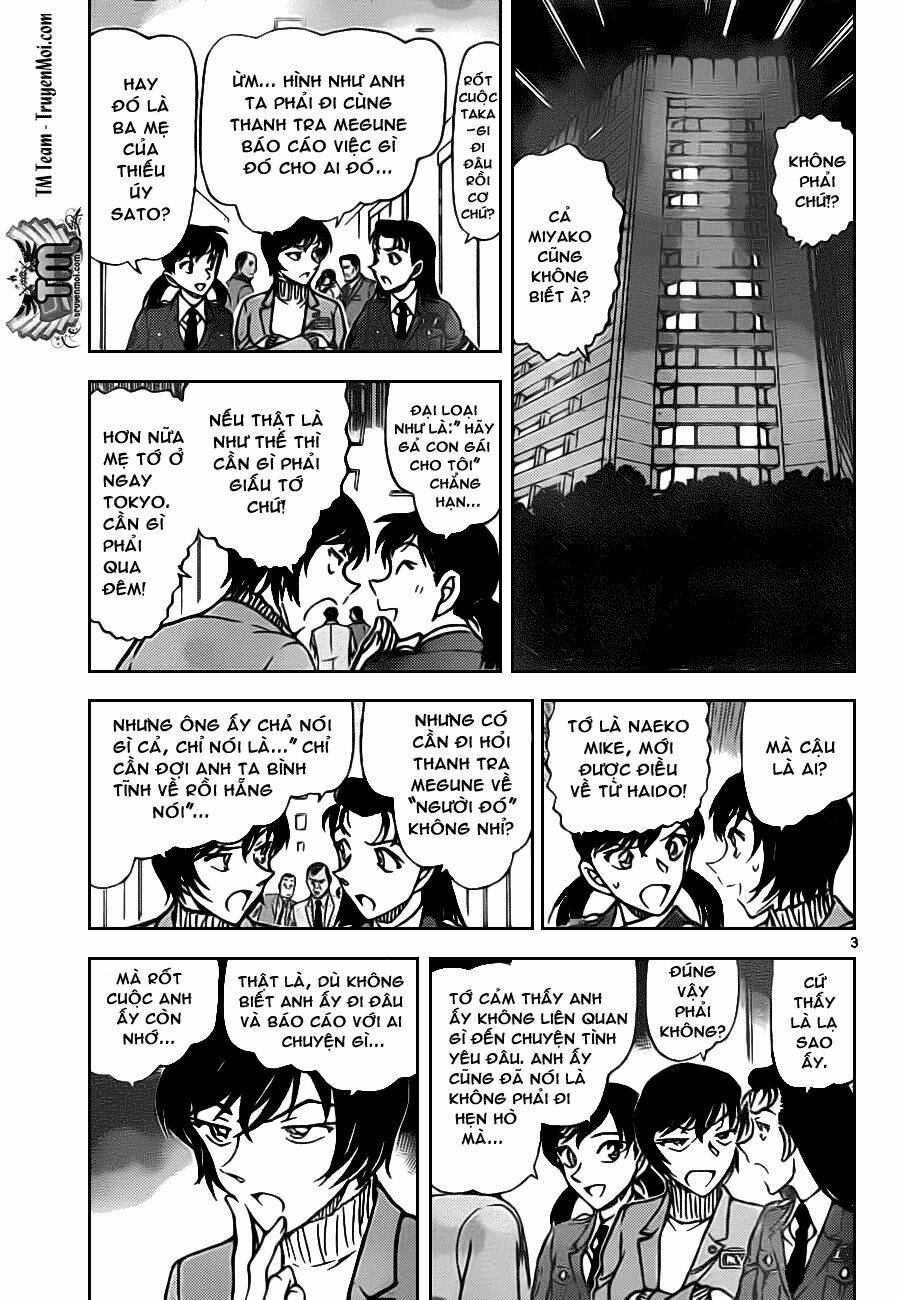 KHÔNG
PHẢI
CHỨ!?
CẢ
MIYAKO
CŨNG
KHÔNG
BIẾT À?
RỐT
CUỘC
TAKA
-GI
ĐI
ĐÂU
RỒI
CƠ
CHỨ?
ỪM... HÌNH NHƯ ANH
TA PHẢI ĐI CÙNG
THANH TRA MEGUNE
BÁO CÁO VIỆC GÌ
ĐÓ CHO AI ĐÓ...
HAY
ĐÓ LÀ
BA MẸ
CỦA
THIẾU
ÚY
SATO?
TM Team - TruyenMoi.com
TM
truyenmoi.com
ĐẠI LOẠI
NHƯ LÀ:" HÃY
GẢ CON GÁI
CHO TÔI"
CHẲNG
HẠN...
NẾU THẬT LÀ
NHƯ THẾ THÌ
CẦN GÌ PHẢI
GIẤU TỚ
CHỨ!
HƠN NỮA
MẸ TỚ Ở
NGAY
TOKYO.
CẦN GÌ
PHẢI
QUA
ĐÊM!
MÀ CẬU
LÀ AI?
TỚ LÀ NAEKO
MIKE, MỚI
ĐƯỢC ĐIỀU
VỀ TỪ HAIDO!
NHƯNG CÓ
CẦN ĐI HỎI
THANH TRA
MEGUNE VỀ
"NGƯỜI ĐÓ"
KHÔNG NHỈ?
NHƯNG ÔNG ẤY CHẢ NÓI
GÌ CẢ, CHỈ NÓI LÀ..." CHỈ
CẦN ĐỢI ANH TA BÌNH
TĨNH VỀ RỒI HẴNG
NÓI"...
3
CỨ
THẤY
LÀ LẠ
SAO
ẤY.
ĐÚNG
VẬY
PHẢI
KHÔNG?
TỚ CẢM THẤY ANH
ẤY KHÔNG LIÊN QUAN
GÌ ĐẾN CHUYỆN TÌNH
YÊU ĐÂU. ANH ẤY
CŨNG ĐÃ NÓI LÀ
KHÔNG PHẢI ĐI
HẸN HÒ
MÀ...
THẬT LÀ, DÙ KHÔNG
BIẾT ANH ẤY ĐI ĐÂU
VÀ BÁO CÁO VỚI AI
CHUYỆN GÌ...
MÀ RỐT
CUỘC ANH
ẤY CÒN
NHỚ...